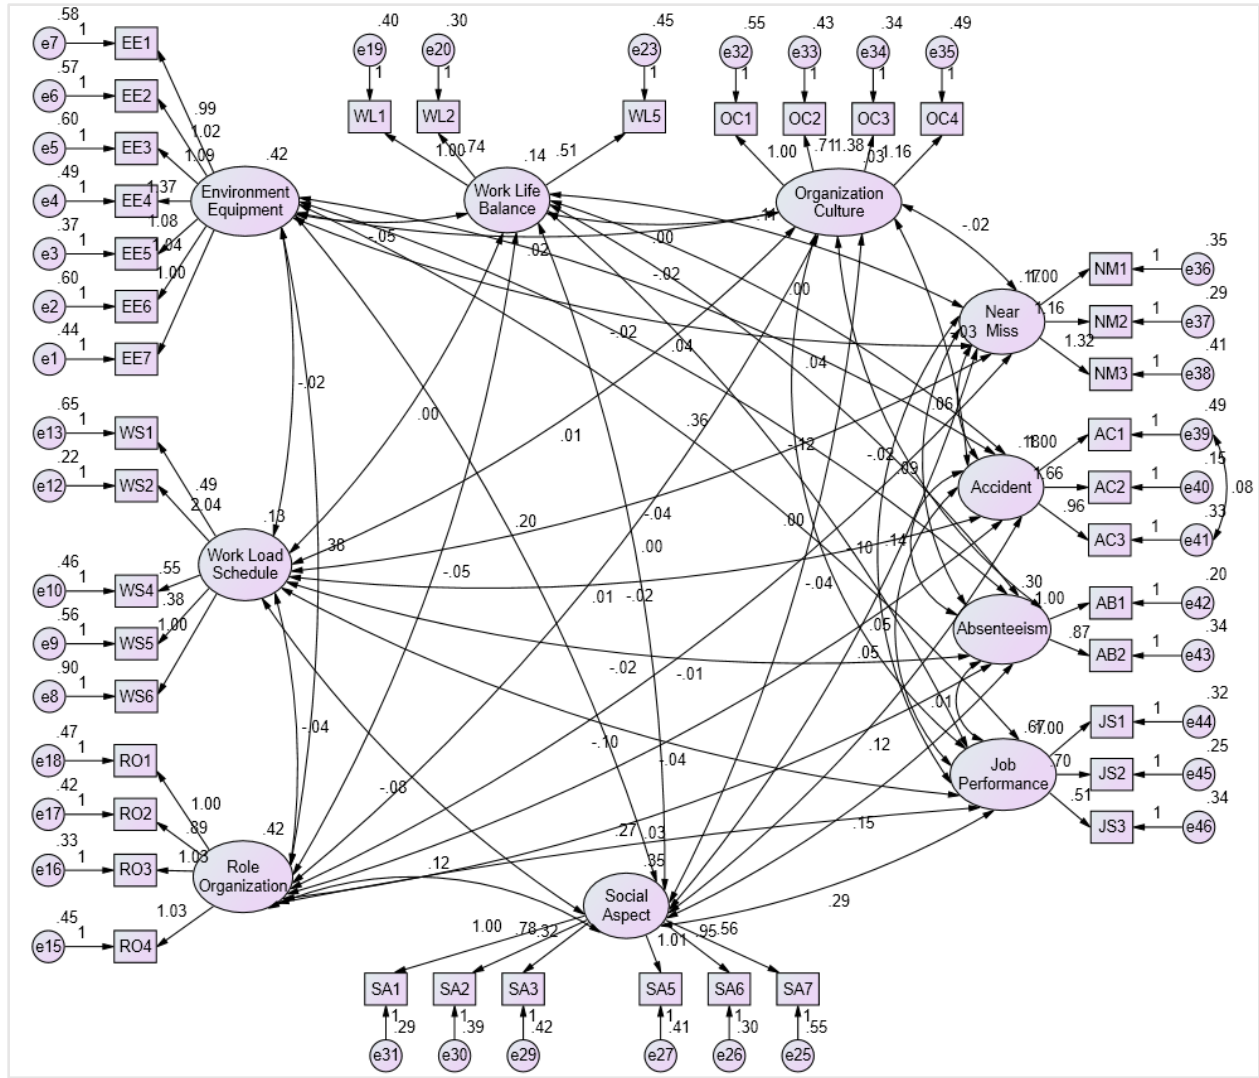 .58
e7 1 EE1
.57
e6 1 EE2
.60
e5 1 EE3
.49
e4 1 EE4
.37
e3 1 EE5
.60
e2 1 EE6
.44
e1 1 EE7
.99
1.02
1.09
1.37
1.08
1.04
1.00
.42
Environment
Equipment
.40
e19
1
WL1
.30
e20
1
WL2
.45
e23
1
WL5
1.00
.74
.51
.14
Work Life
Balance
.55
e32
1
OC1
.43
e33
1
OC2
.34
e34
1
OC3
.49
e35
1
OC4
1.00
.71
1.38
1.16
.03
Organization
Culture
.65
e13 1 WS1
.22
e12 1 WS2
.46
e10 1 WS4
.56
e9 1 WS5
.90
e8 1 WS6
.49
2.04
.55
.38
1.00
.13
Work Load
Schedule
.47
e18 1 RO1
.42
e17 1 RO2
.33
e16 1 RO3
.45
e15 1 RO4
1.00
.89
1.03
1.03
.42
Role
Organization
.35
Social
Aspect
1.00
.78
.32
1.01
.95
.56
SA1
SA2
SA3
SA5
SA6
SA7
1
.29
1
.39
1
.42
1
.41
1
.30
1
.55
e31
e30
e29
e27
e26
e25
Near
Miss
1.00
1.16
1.32
.35
NM1 1 e36
.29
NM2 1 e37
.41
NM3 1 e38
Accident
.18
1.00
1.66
.96
.49
AC1 1 e39
.15
AC2 1 e40
.33
AC3 1 e41
.08
Absenteeism
.30
1.00
.87
.20
AB1 1 e42
.34
AB2 1 e43
Job
Performance
.67
1.00
.70
.51
.32
JS1 1 e44
.25
JS2 1 e45
.34
JS3 1 e46
-.05
.02
.00
-.02
-.02
.00
-.02
.04
.04
.03
-.02
.00
.01
.36
-.12
.06
-.02
.09
.38
.20
-.04
.00
.00
.10
.14
-.05
.01
-.02
-.04
.05
.05
-.02
-.01
.01
-.04
-.10
-.04
.12
-.08
.27
.03
.15
.12
.29